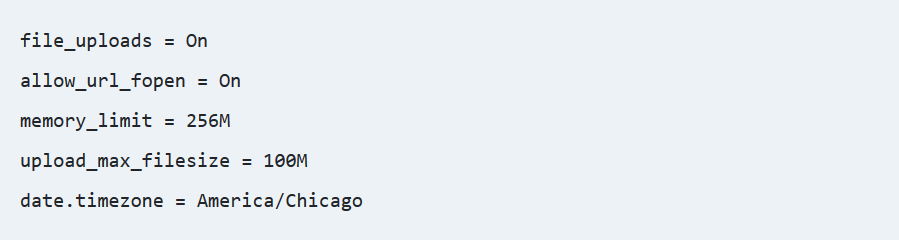 file_uploads = On
allow_url_fopen = On
memory_limit = 256M
upload_max_filesize = 100M
date.timezone = America/Chicago